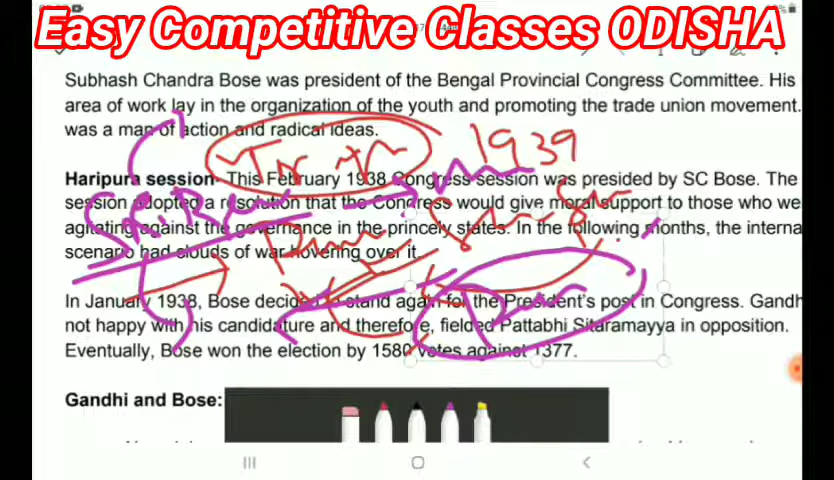 Easy Competitive Classes ODISHA
Subhash Chandra Bose was president of the Bengal Provincial Congress Committee. His
area of work lay in the organization of the youth and promoting the trade union movement.
was a man of action and radical ideas.
1939
Haripura session- This February 1938 Congress session was presided by SC Bose. The
session adopted a resolution that the Congress would give moral support to those who we
agitating against the governance in the princely states. In the following months, the interna
scenario had clouds of war hovering over it.
In January 1938, Bose decided to stand again for the President's post in Congress. Gandh
not happy with his candidature and therefore, fielded Pattabhi Sitaramayya in opposition.
Eventually, Bose won the election by 1580 votes against 1377.
Gandhi and Bose: